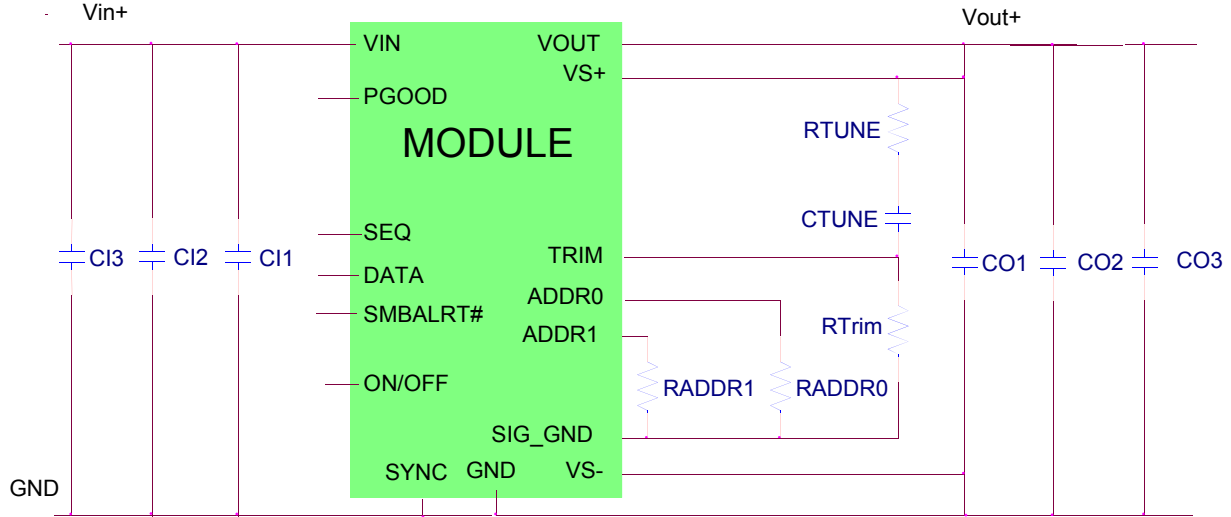 Vin+
Vout+
VIN
VOUT
VS+
PGOOD
MODULE
RTUNE
CTUNE
SEQ
TRIM
CI3
CI2
CI1
CO1
CO2
CO3
DATA
ADDR0
SMBALRT#
ADDR1
RTrim
ON/OFF
RADDR1
RADDR0
SIG_GND
SYNC
GND
VS-
GND